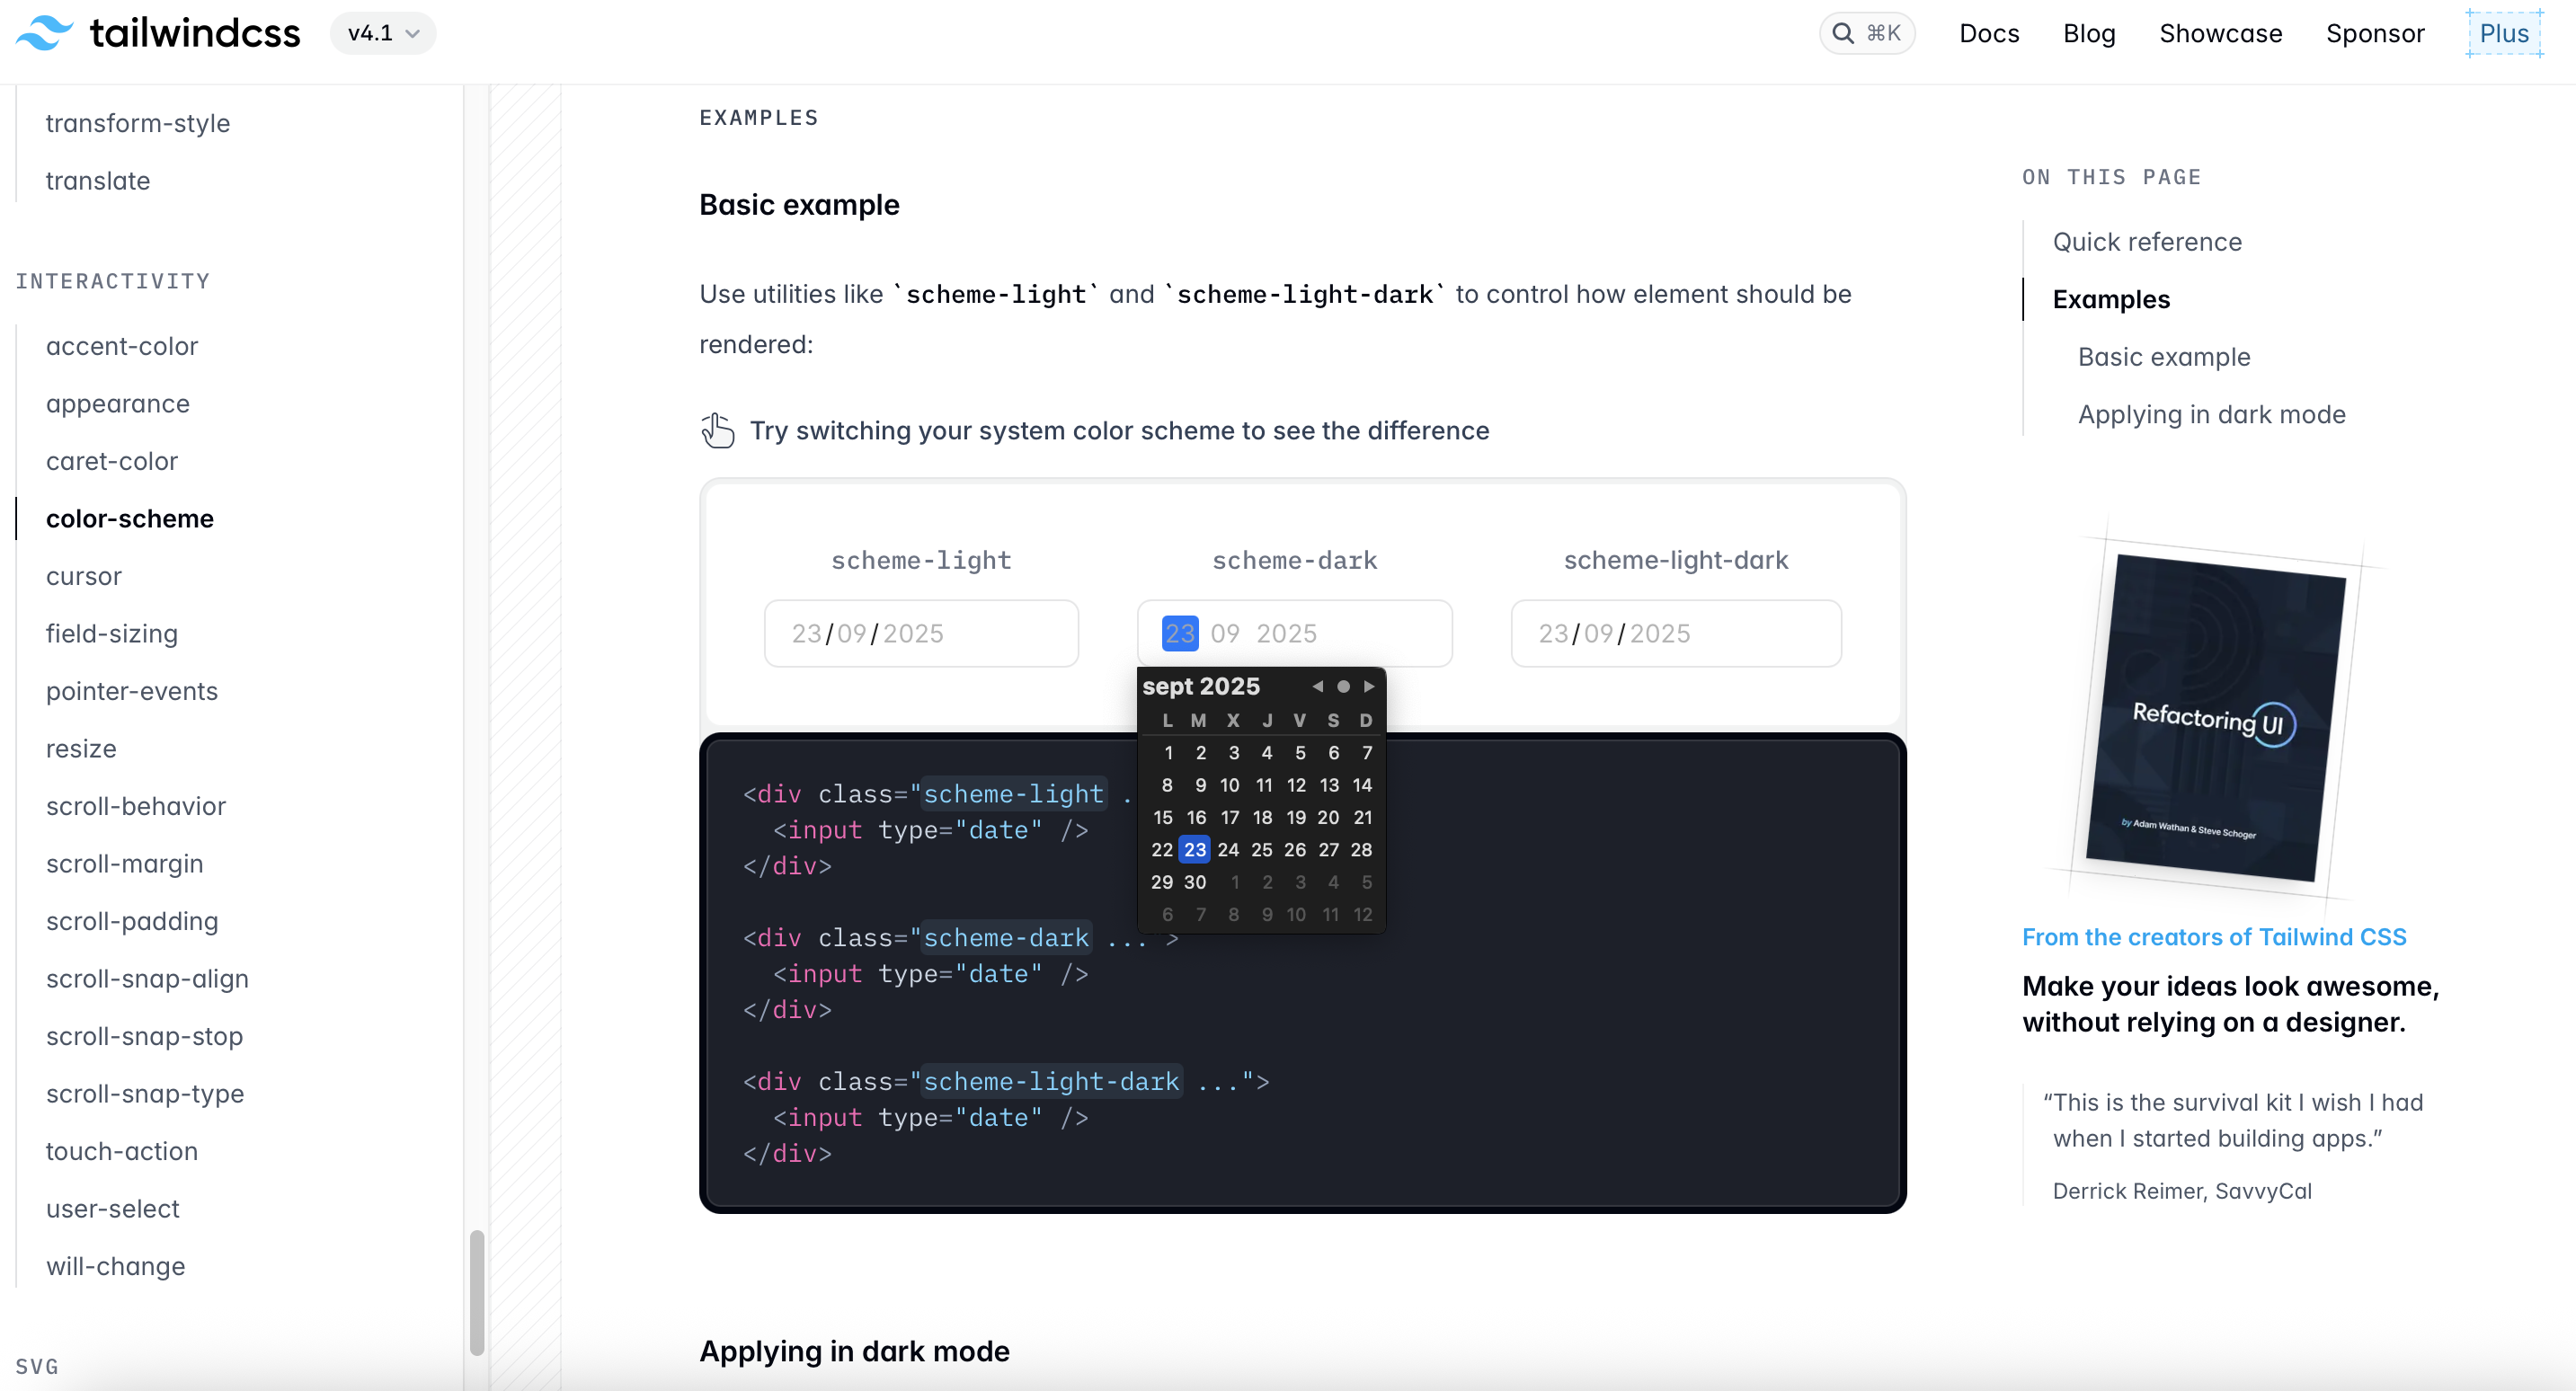 tailwindcss
v4.1
⌘K
Docs
Blog
Showcase
Sponsor
Plus
transform-style
translate
INTERACTIVITY
accent-color
appearance
caret-color
color-scheme
cursor
field-sizing
pointer-events
resize
scroll-behavior
scroll-margin
scroll-padding
scroll-snap-align
scroll-snap-stop
scroll-snap-type
touch-action
user-select
will-change
SVG
EXAMPLES
Basic example
Use utilities like `scheme-light` and `scheme-light-dark` to control how element should be
rendered:
Try switching your system color scheme to see the difference
scheme-light
scheme-dark
scheme-light-dark
23/09/2025
23 09 2025
23/09/2025
sept 2025
L M X J V S D
1 2 3 4 5 6 7
8 9 10 11 12 13 14
15 16 17 18 19 20 21
22 23 24 25 26 27 28
29 30 1 2 3 4 5
6 7 8 9 10 11 12
<div class="scheme-light .
<input type="date" />
</div>
<div class="scheme-dark ... >
<input type="date" />
</div>
<div class="scheme-light-dark ...">
<input type="date" />
</div>
Applying in dark mode
ON THIS PAGE
Quick reference
Examples
Basic example
Applying in dark mode
Refactoring UI
by Adam Wathan & Steve Schoger
From the creators of Tailwind CSS
Make your ideas look awesome,
without relying on a designer.
“This is the survival kit I wish I had
when I started building apps.”
Derrick Reimer, SavvyCal